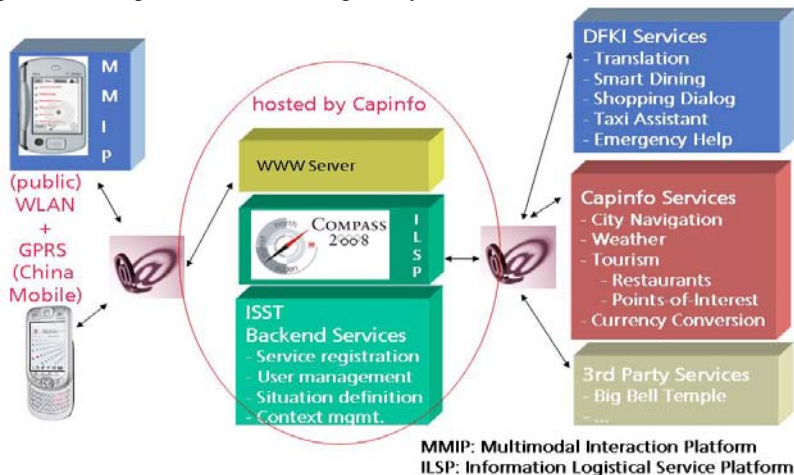 M
M
I
P
(public)
WLAN
+
GPRS
(China
Mobile)
hosted by Capinfo
WWW Server
north
COMPASS
2008
open
I
L
S
P
ISST
Backend Services
- Service registration
- User management
- Situation definition
- Context mgmt.
DFKI Services
- Translation
- Smart Dining
- Shopping Dialog
- Taxi Assistant
- Emergency Help
Capinfo Services
- City Navigation
- Weather
- Tourism
- Restaurants
- Points-of-Interest
- Currency Conversion
3rd Party Services
- Big Bell Temple
- ...
MMIP: Multimodal Interaction Platform
ILSP: Information Logistical Service Platform